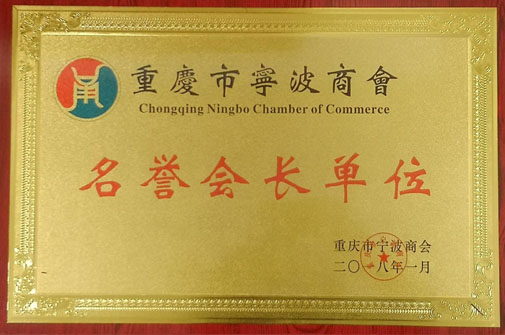 重慶市寧波商會
Chongqing Ningbo Chamber of Commerce
名誉会长单位
重庆市宁波商会
二〇一八年一月